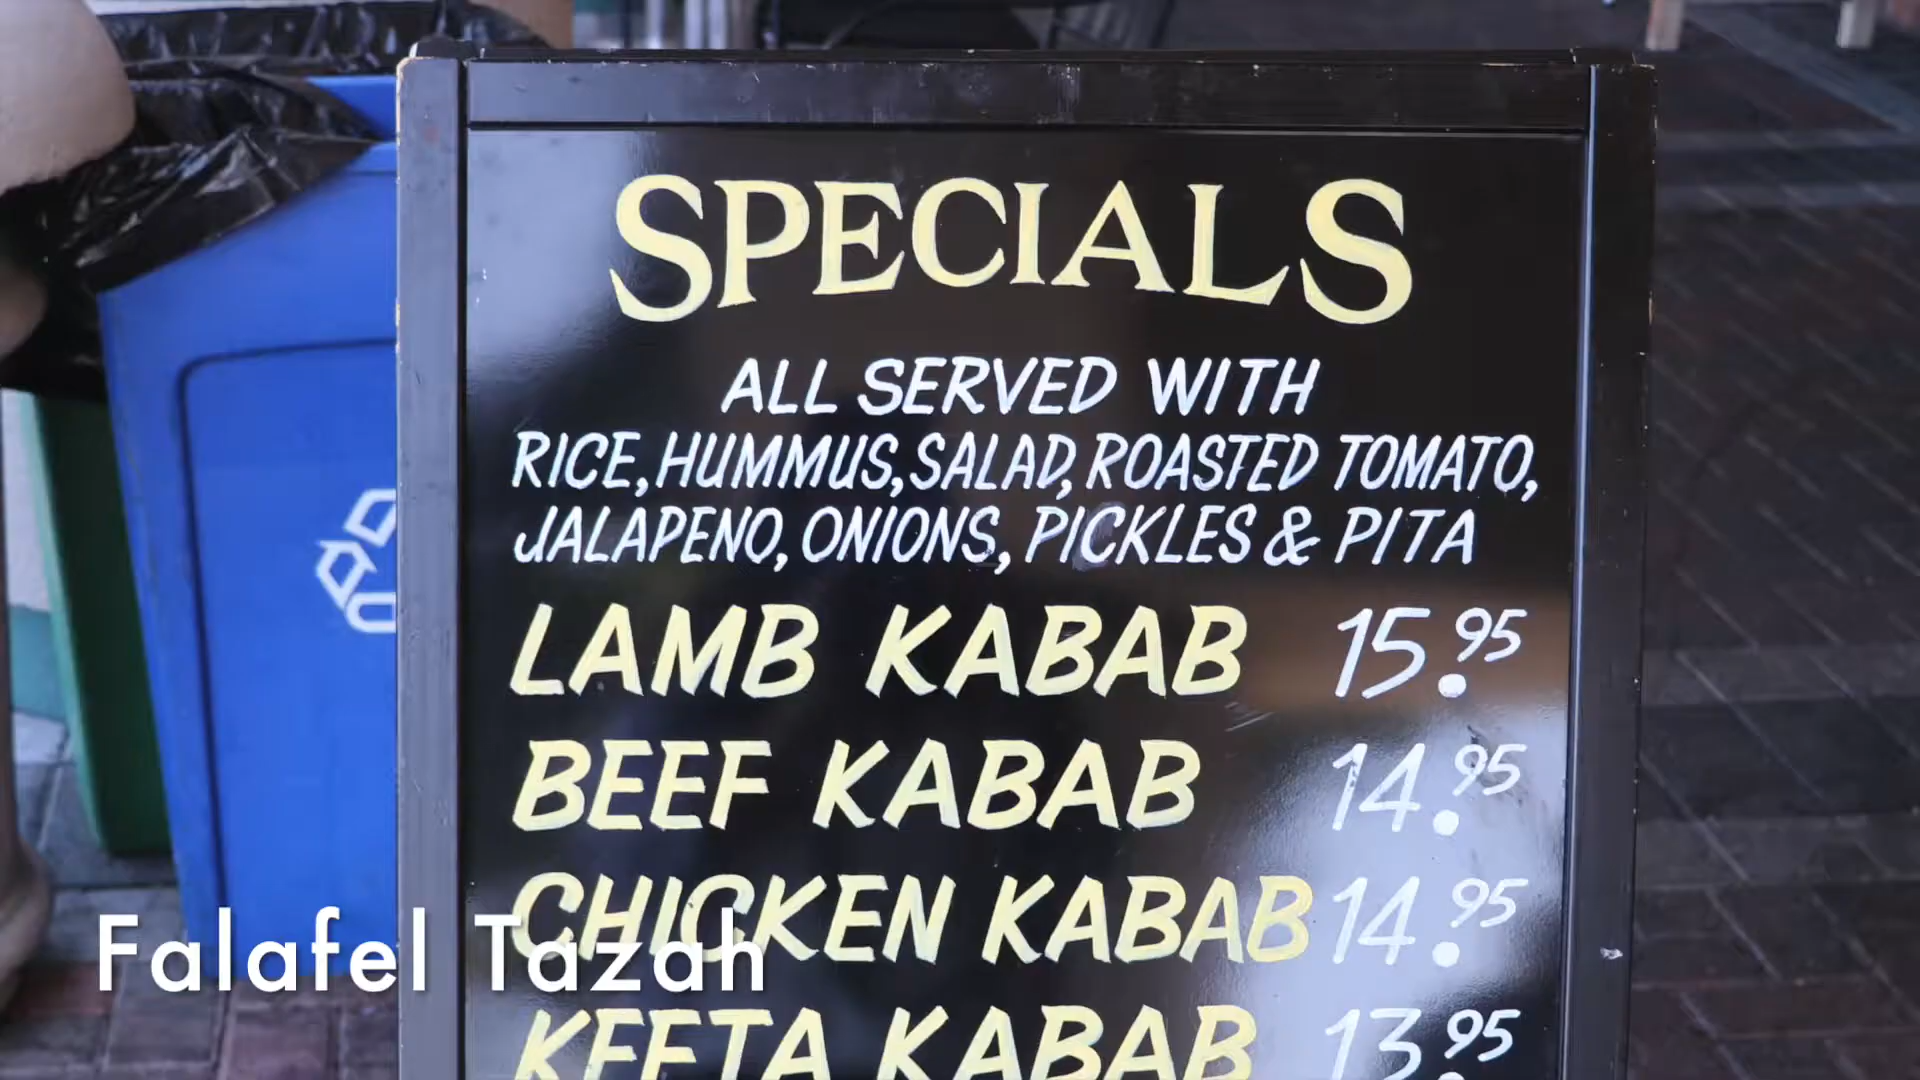 SPECIALS
ALL SERVED WITH
RICE, HUMMUS, SALAD, ROASTED TOMATO,
JALAPENO, ONIONS, PICKLES & PITA
LAMB KABAB 15.95
BEEF KABAB 14.95
CHICKEN KABAB 14.95
KEFTA KABAB 13.95
Falafel Tazah